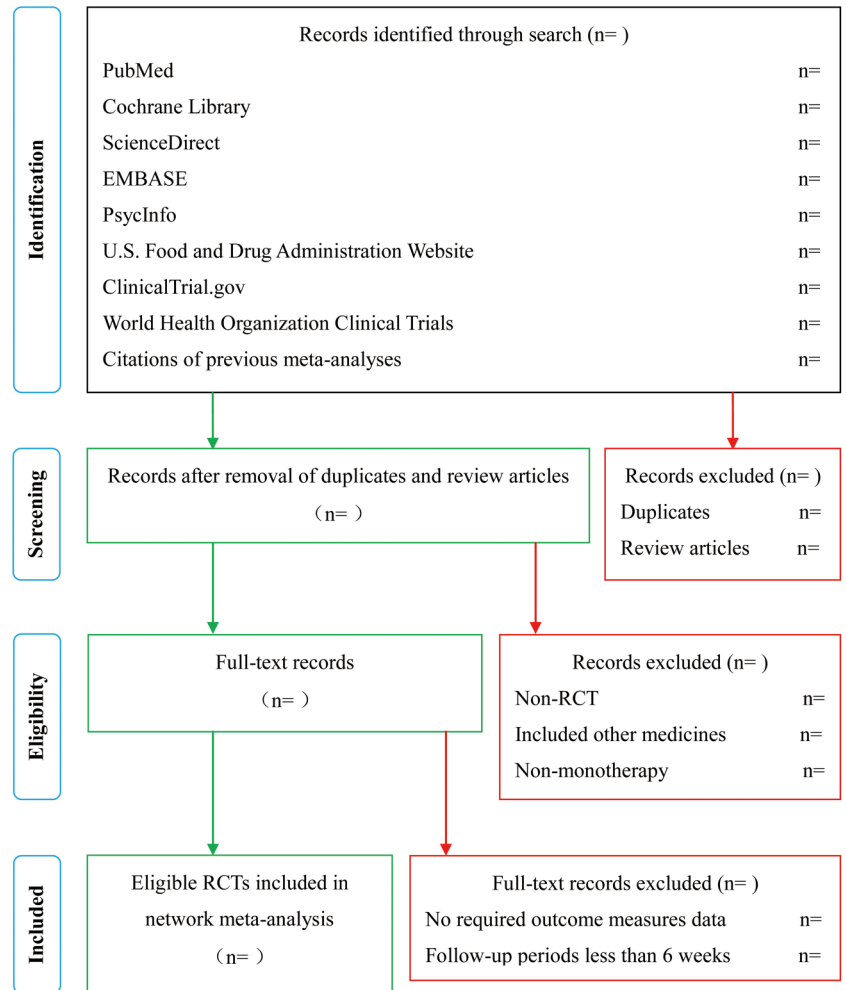 Identification
Records identified through search (n= )
PubMed n=
Cochrane Library n=
ScienceDirect n=
EMBASE n=
PsycInfo n=
U.S. Food and Drug Administration Website n=
ClinicalTrial.gov n=
World Health Organization Clinical Trials n=
Citations of previous meta-analyses n=
Screening
Records after removal of duplicates and review articles
（n= ）
Records excluded (n= )
Duplicates n=
Review articles n=
Eligibility
Full-text records
（n= ）
Records excluded (n= )
Non-RCT n=
Included other medicines n=
Non-monotherapy n=
Included
Eligible RCTs included in
network meta-analysis
（n= ）
Full-text records excluded (n= )
No required outcome measures data n=
Follow-up periods less than 6 weeks n=